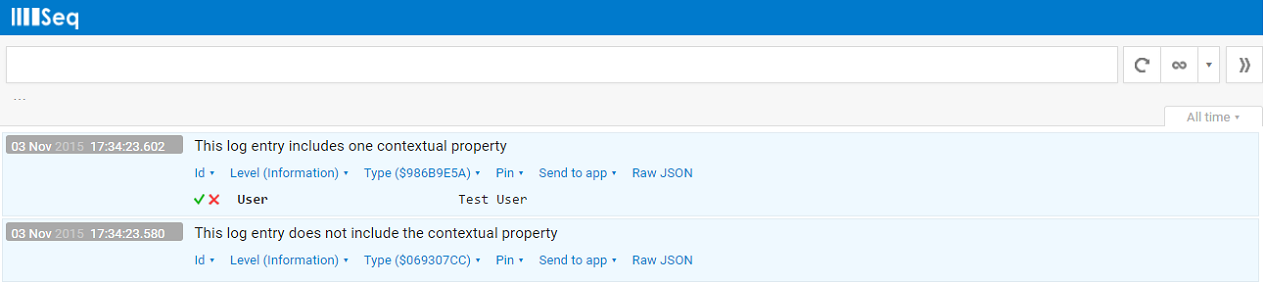 Seq
...
All time
03 Nov 2015 17:34:23.602 This log entry includes one contextual property
Id Level (Information) Type ($986B9E5A) Pin Send to app Raw JSON
User Test User
03 Nov 2015 17:34:23.580 This log entry does not include the contextual property
Id Level (Information) Type ($069307CC) Pin Send to app Raw JSON